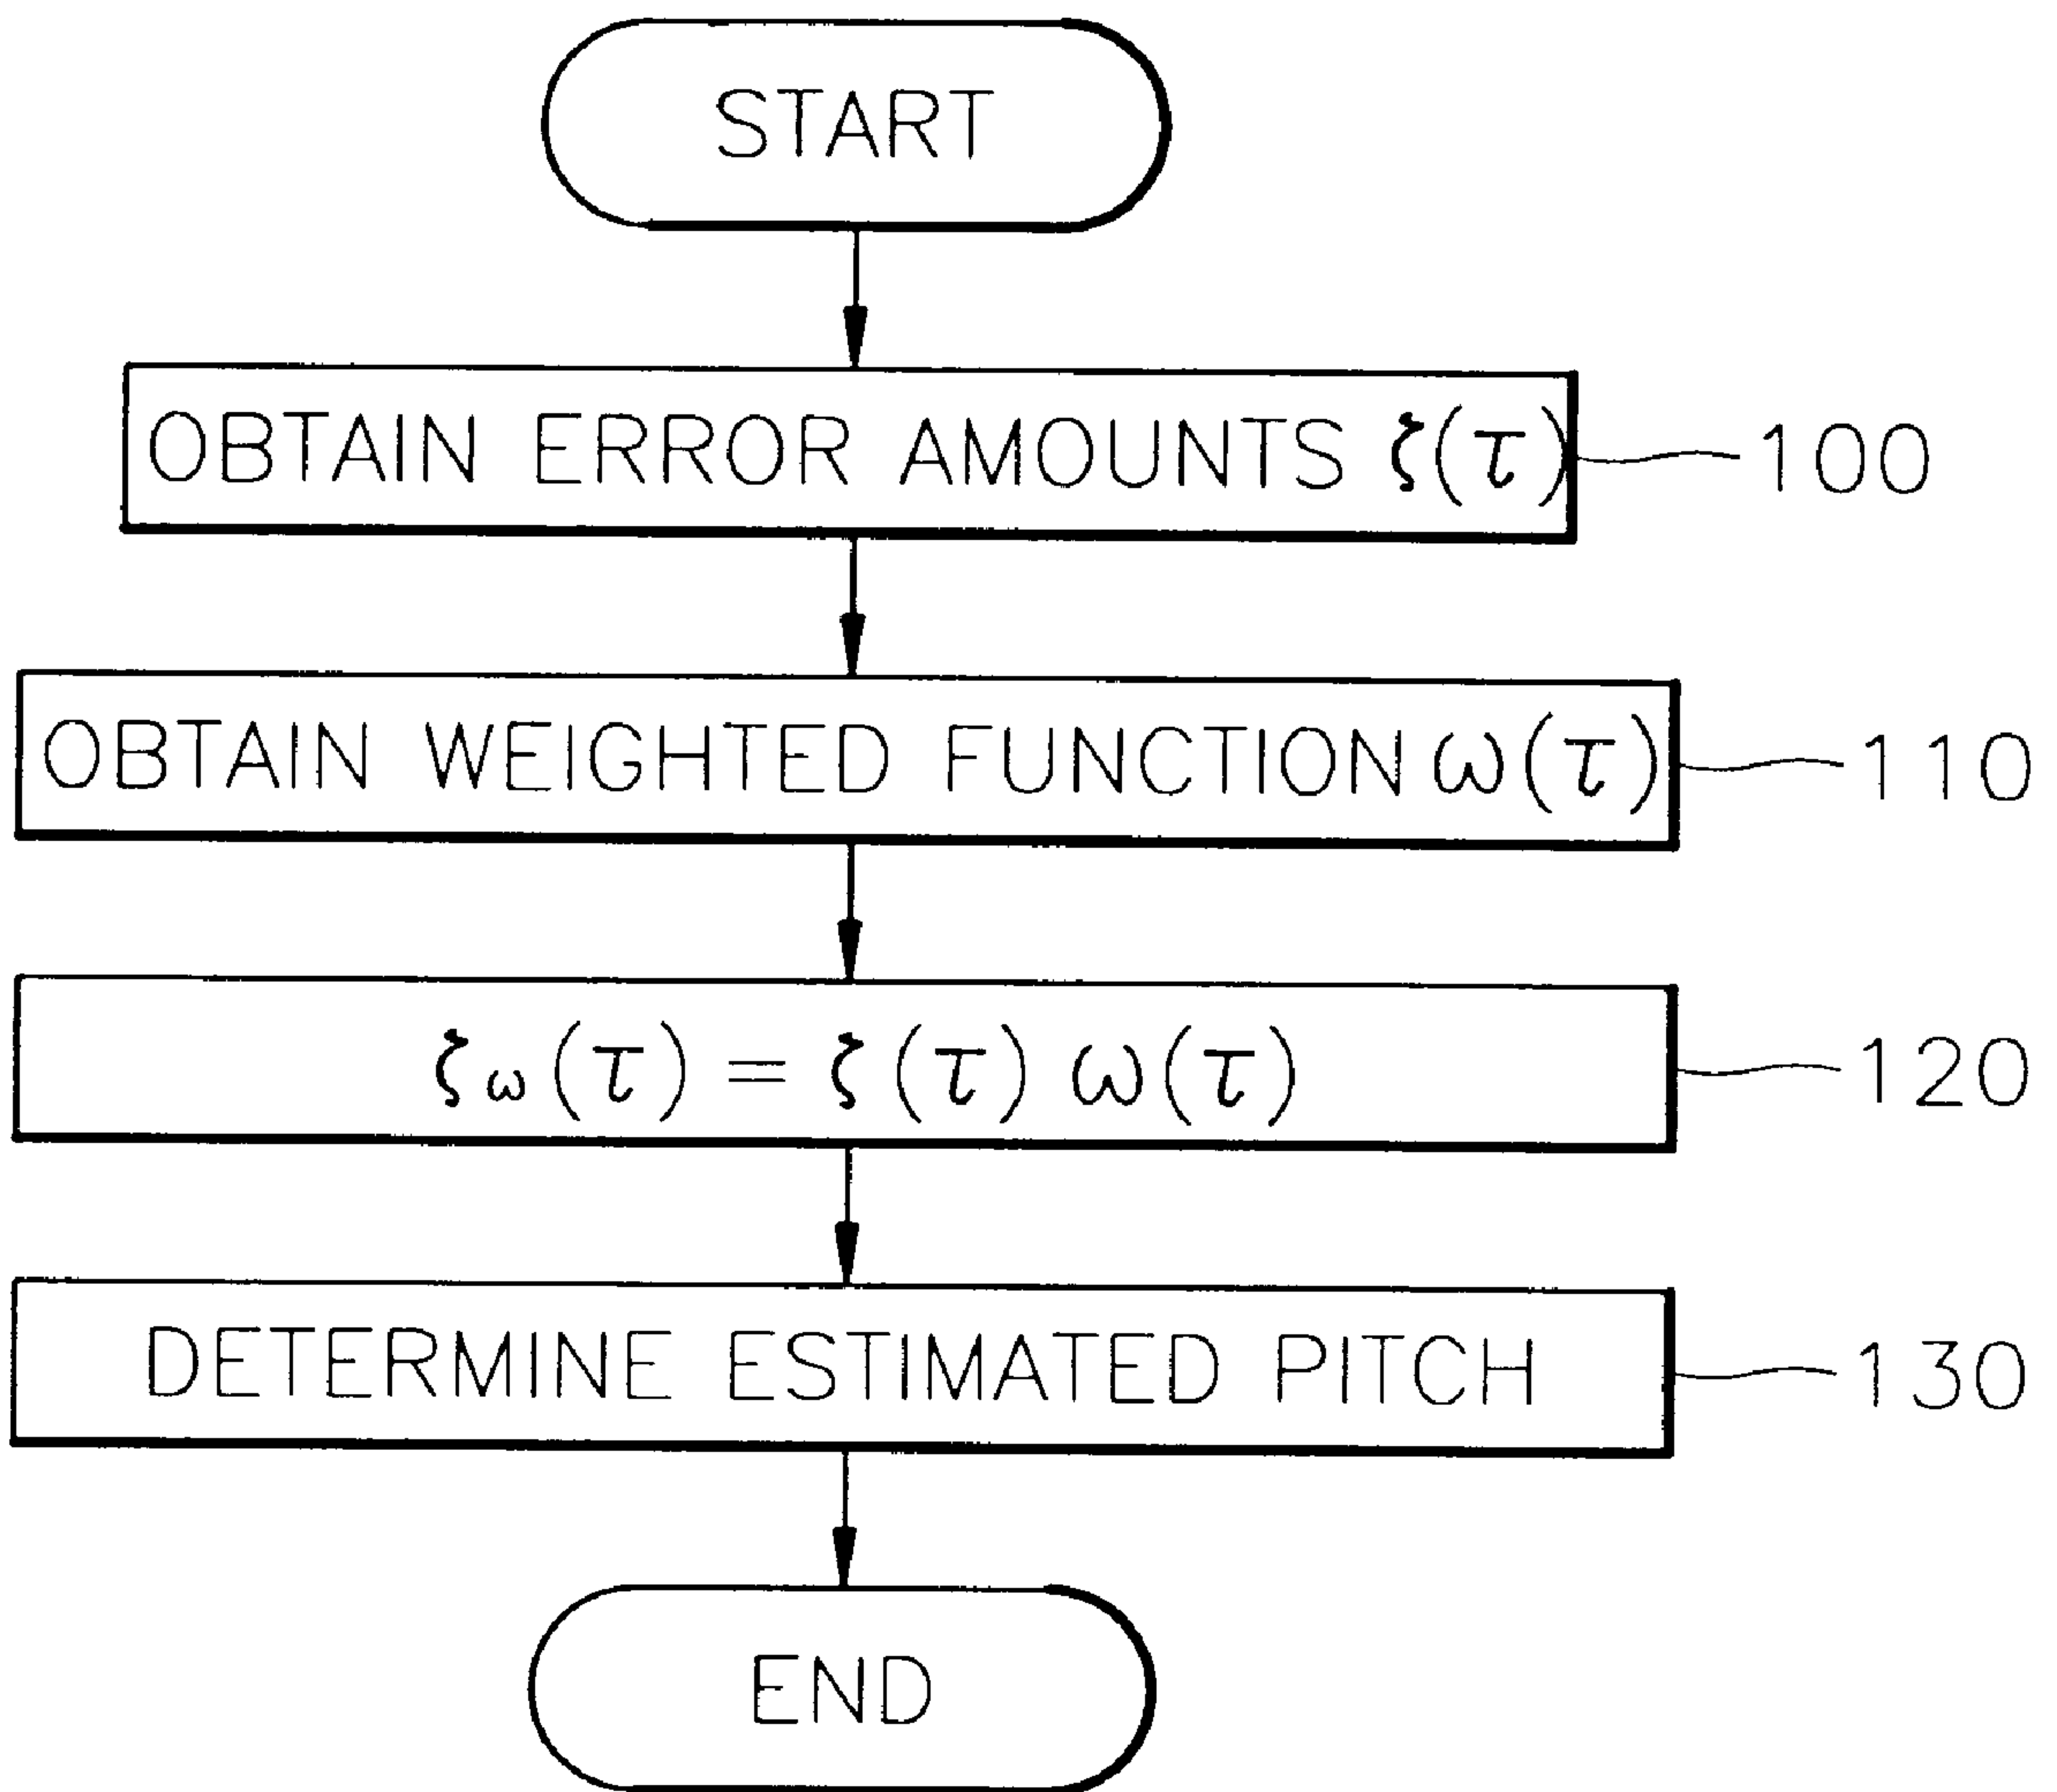 START
OBTAIN ERROR AMOUNTS ζ(τ)
100
OBTAIN WEIGHTED FUNCTION ω(τ)
110
ζω(τ) = ζ(τ) ω(τ)
120
DETERMINE ESTIMATED PITCH
130
END